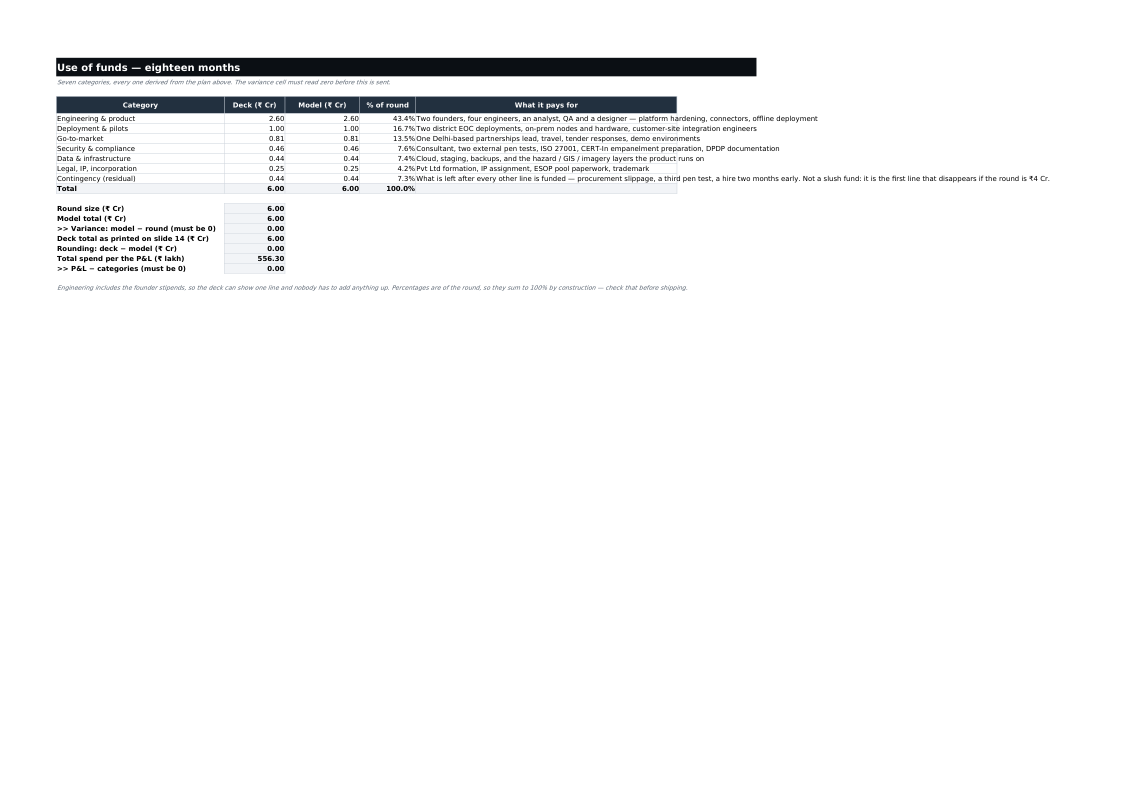 Use of funds — eighteen months
Seven categories, every one derived from the plan above. The variance cell must read zero before this is sent.
Category Deck (₹ Cr) Model (₹ Cr) % of round What it pays for
Engineering & product 2.60 2.60 43.4% Two founders, four engineers, an analyst, QA and a designer — platform hardening, connectors, offline deployment
Deployment & pilots 1.00 1.00 16.7% Two district EOC deployments, on-prem nodes and hardware, customer-site integration engineers
Go-to-market 0.81 0.81 13.5% One Delhi-based partnerships lead, travel, tender responses, demo environments
Security & compliance 0.46 0.46 7.6% Consultant, two external pen tests, ISO 27001, CERT-In empanelment preparation, DPDP documentation
Data & infrastructure 0.44 0.44 7.4% Cloud, staging, backups, and the hazard / GIS / imagery layers the product runs on
Legal, IP, incorporation 0.25 0.25 4.2% Pvt Ltd formation, IP assignment, ESOP pool paperwork, trademark
Contingency (residual) 0.44 0.44 7.3% What is left after every other line is funded — procurement slippage, a third pen test, a hire two months early. Not a slush fund: it is the first line that disappears if the round is ₹4 Cr.
Total 6.00 6.00 100.0%
Round size (₹ Cr) 6.00
Model total (₹ Cr) 6.00
>> Variance: model − round (must be 0) 0.00
Deck total as printed on slide 14 (₹ Cr) 6.00
Rounding: deck − model (₹ Cr) 0.00
Total spend per the P&L (₹ lakh) 556.30
>> P&L − categories (must be 0) 0.00
Engineering includes the founder stipends, so the deck can show one line and nobody has to add anything up. Percentages are of the round, so they sum to 100% by construction — check that before shipping.